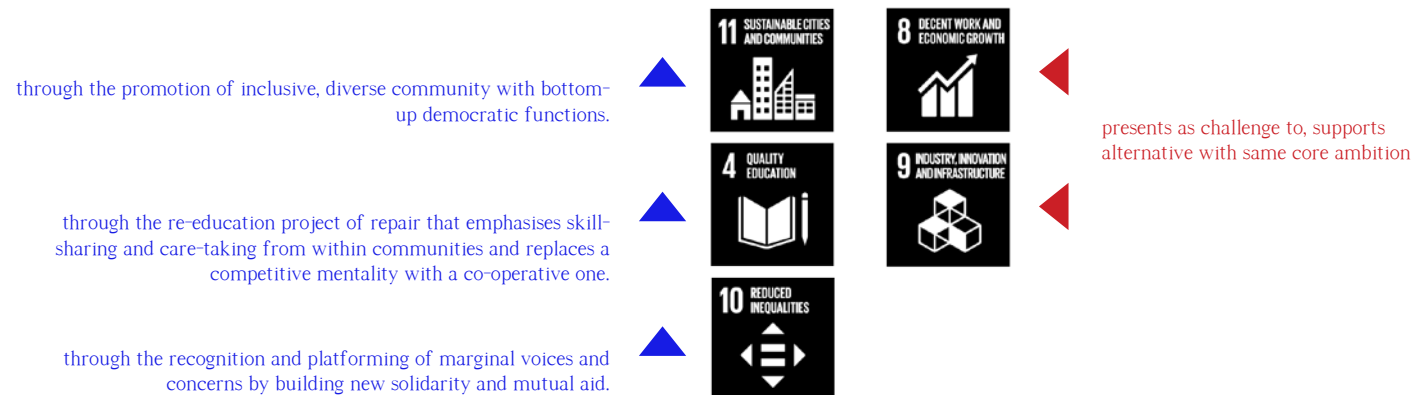 through the promotion of inclusive, diverse community with bottom-
up democratic functions.
11 SUSTAINABLE CITIES
AND COMMUNITIES
8 DECENT WORK AND
ECONOMIC GROWTH
presents as challenge to, supports
alternative with same core ambition
through the re-education project of repair that emphasises skill-
sharing and care-taking from within communities and replaces a
competitive mentality with a co-operative one.
4 QUALITY
EDUCATION
9 INDUSTRY, INNOVATION
AND INFRASTRUCTURE
through the recognition and platforming of marginal voices and
concerns by building new solidarity and mutual aid.
10 REDUCED
INEQUALITIES